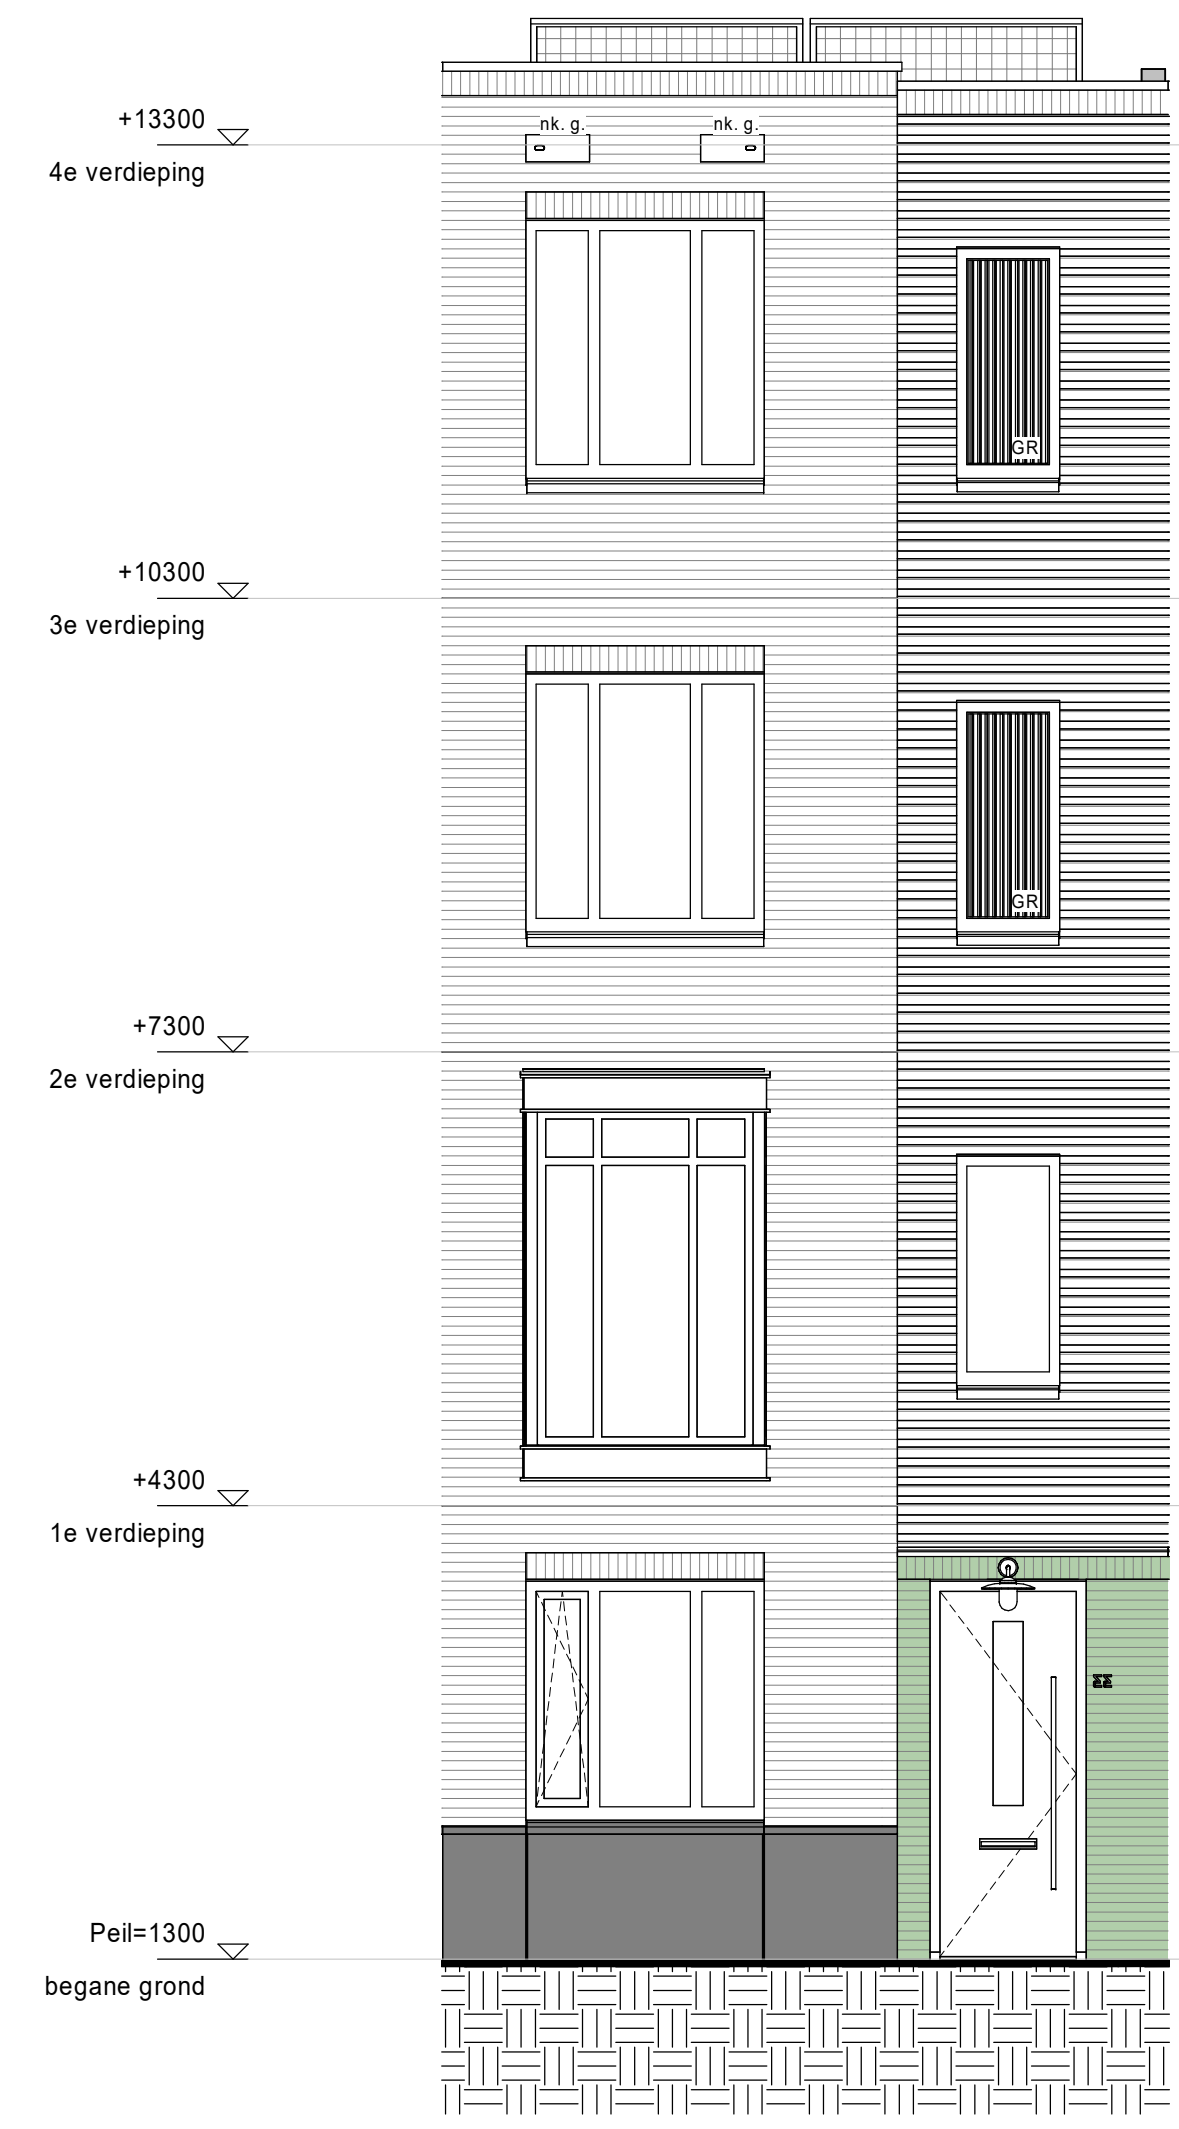 +13300
4e verdieping
nk. g. nk. g.
GR
+10300
3e verdieping
GR
+7300
2e verdieping
+4300
1e verdieping
Peil=1300
begane grond